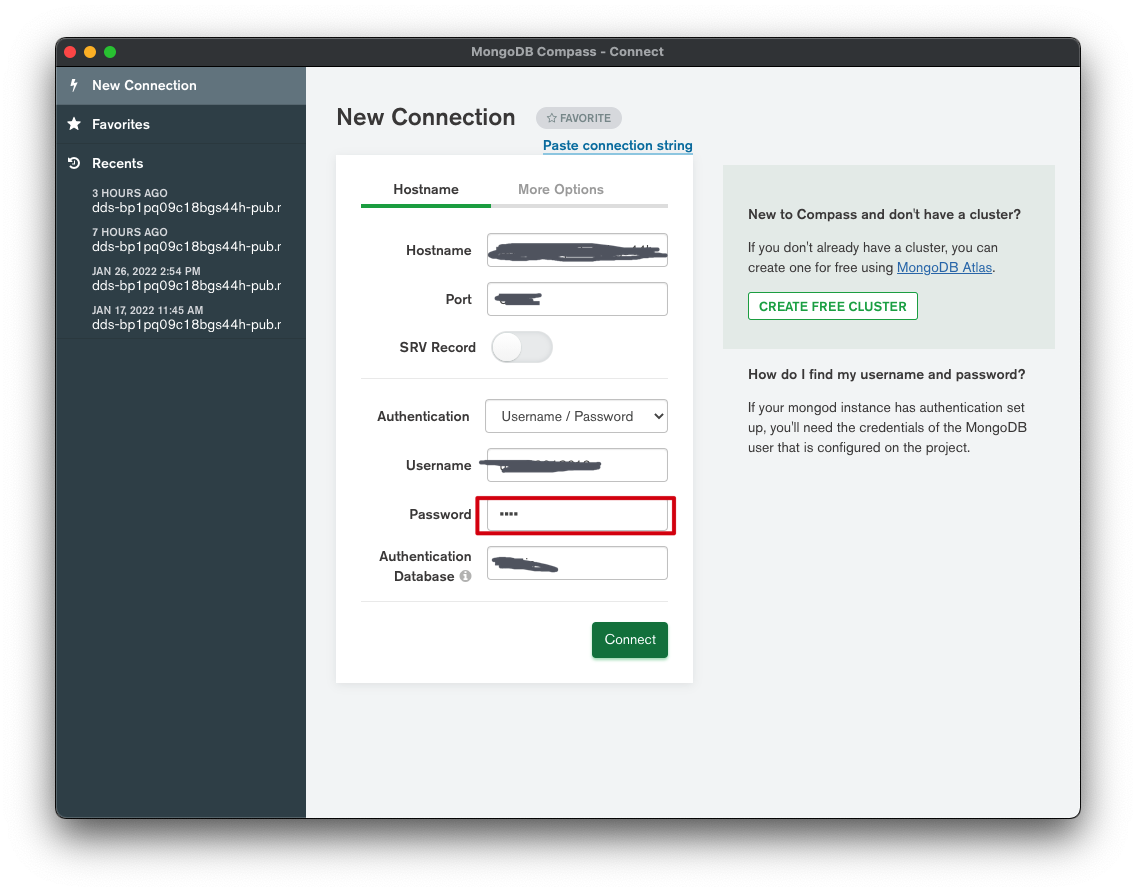 MongoDB Compass - Connect
New Connection
Favorites
Recents
3 HOURS AGO
dds-bp1pq09c18bgs44h-pub.r
7 HOURS AGO
dds-bp1pq09c18bgs44h-pub.r
JAN 26, 2022 2:54 PM
dds-bp1pq09c18bgs44h-pub.r
JAN 17, 2022 11:45 AM
dds-bp1pq09c18bgs44h-pub.r
New Connection
FAVORITE
Paste connection string
Hostname
More Options
Hostname
Port
SRV Record
Authentication
Username / Password
Username
Password
••••
Authentication
Database
Connect
New to Compass and don't have a cluster?
If you don't already have a cluster, you can
create one for free using MongoDB Atlas.
CREATE FREE CLUSTER
How do I find my username and password?
If your mongod instance has authentication set
up, you'll need the credentials of the MongoDB
user that is configured on the project.